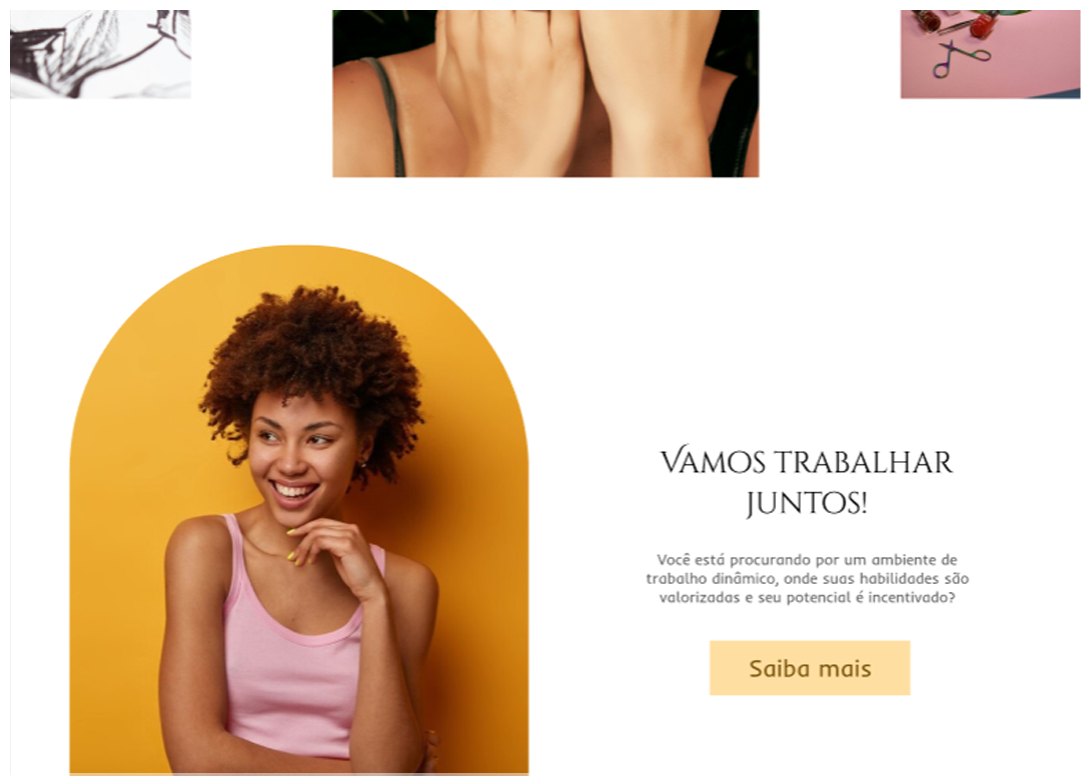 Vamos trabalhar
juntos!
Você está procurando por um ambiente de
trabalho dinâmico, onde suas habilidades são
valorizadas e seu potencial é incentivado?
Saiba mais